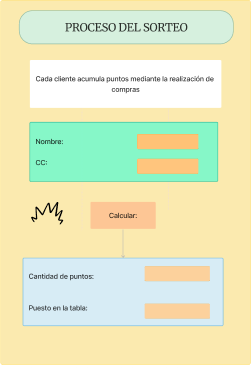 PROCESO DEL SORTEO
Cada cliente acumula puntos mediante la realización de
compras
Nombre:
CC:
Calcular:
Cantidad de puntos:
Puesto en la tabla: